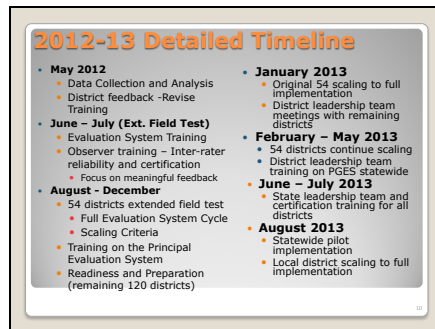 2012-13 Detailed Timeline
• May 2012
• Data Collection and Analysis
• District feedback -Revise
Training
• June – July (Ext. Field Test)
• Evaluation System Training
• Observer training – Inter-rater
reliability and certification
• Focus on meaningful feedback
• August - December
• 54 districts extended field test
• Full Evaluation System Cycle
• Scaling Criteria
• Training on the Principal
Evaluation System
• Readiness and Preparation
(remaining 120 districts)
• January 2013
• Original 54 scaling to full
implementation
• District leadership team
meetings with remaining
districts
• February – May 2013
• 54 districts continue scaling
• District leadership team
training on PGES statewide
• June – July 2013
• State leadership team and
certification training for all
districts
• August 2013
• Statewide pilot
implementation
• Local district scaling to full
implementation